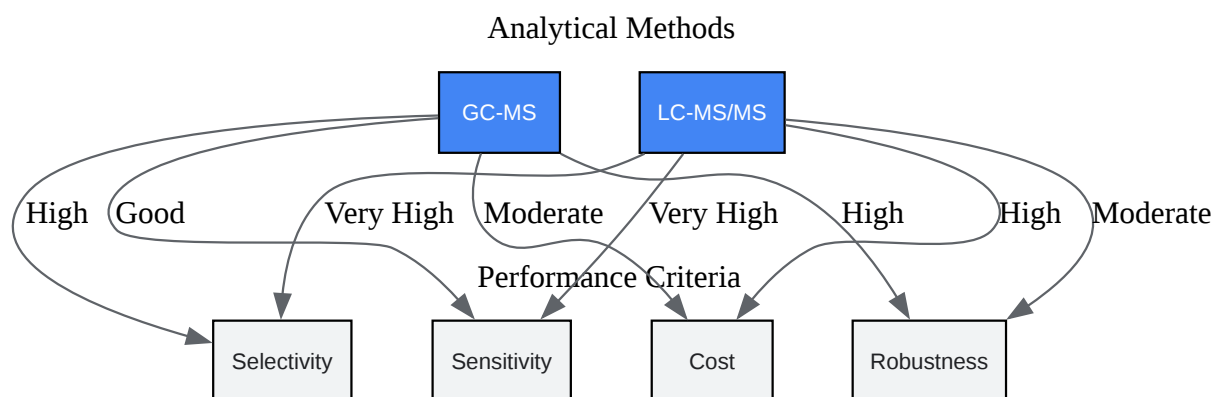 Analytical Methods
GC-MS
LC-MS/MS
High
Good
Very High
Moderate
Very High
High
High
Moderate
Performance Criteria
Selectivity
Sensitivity
Cost
Robustness